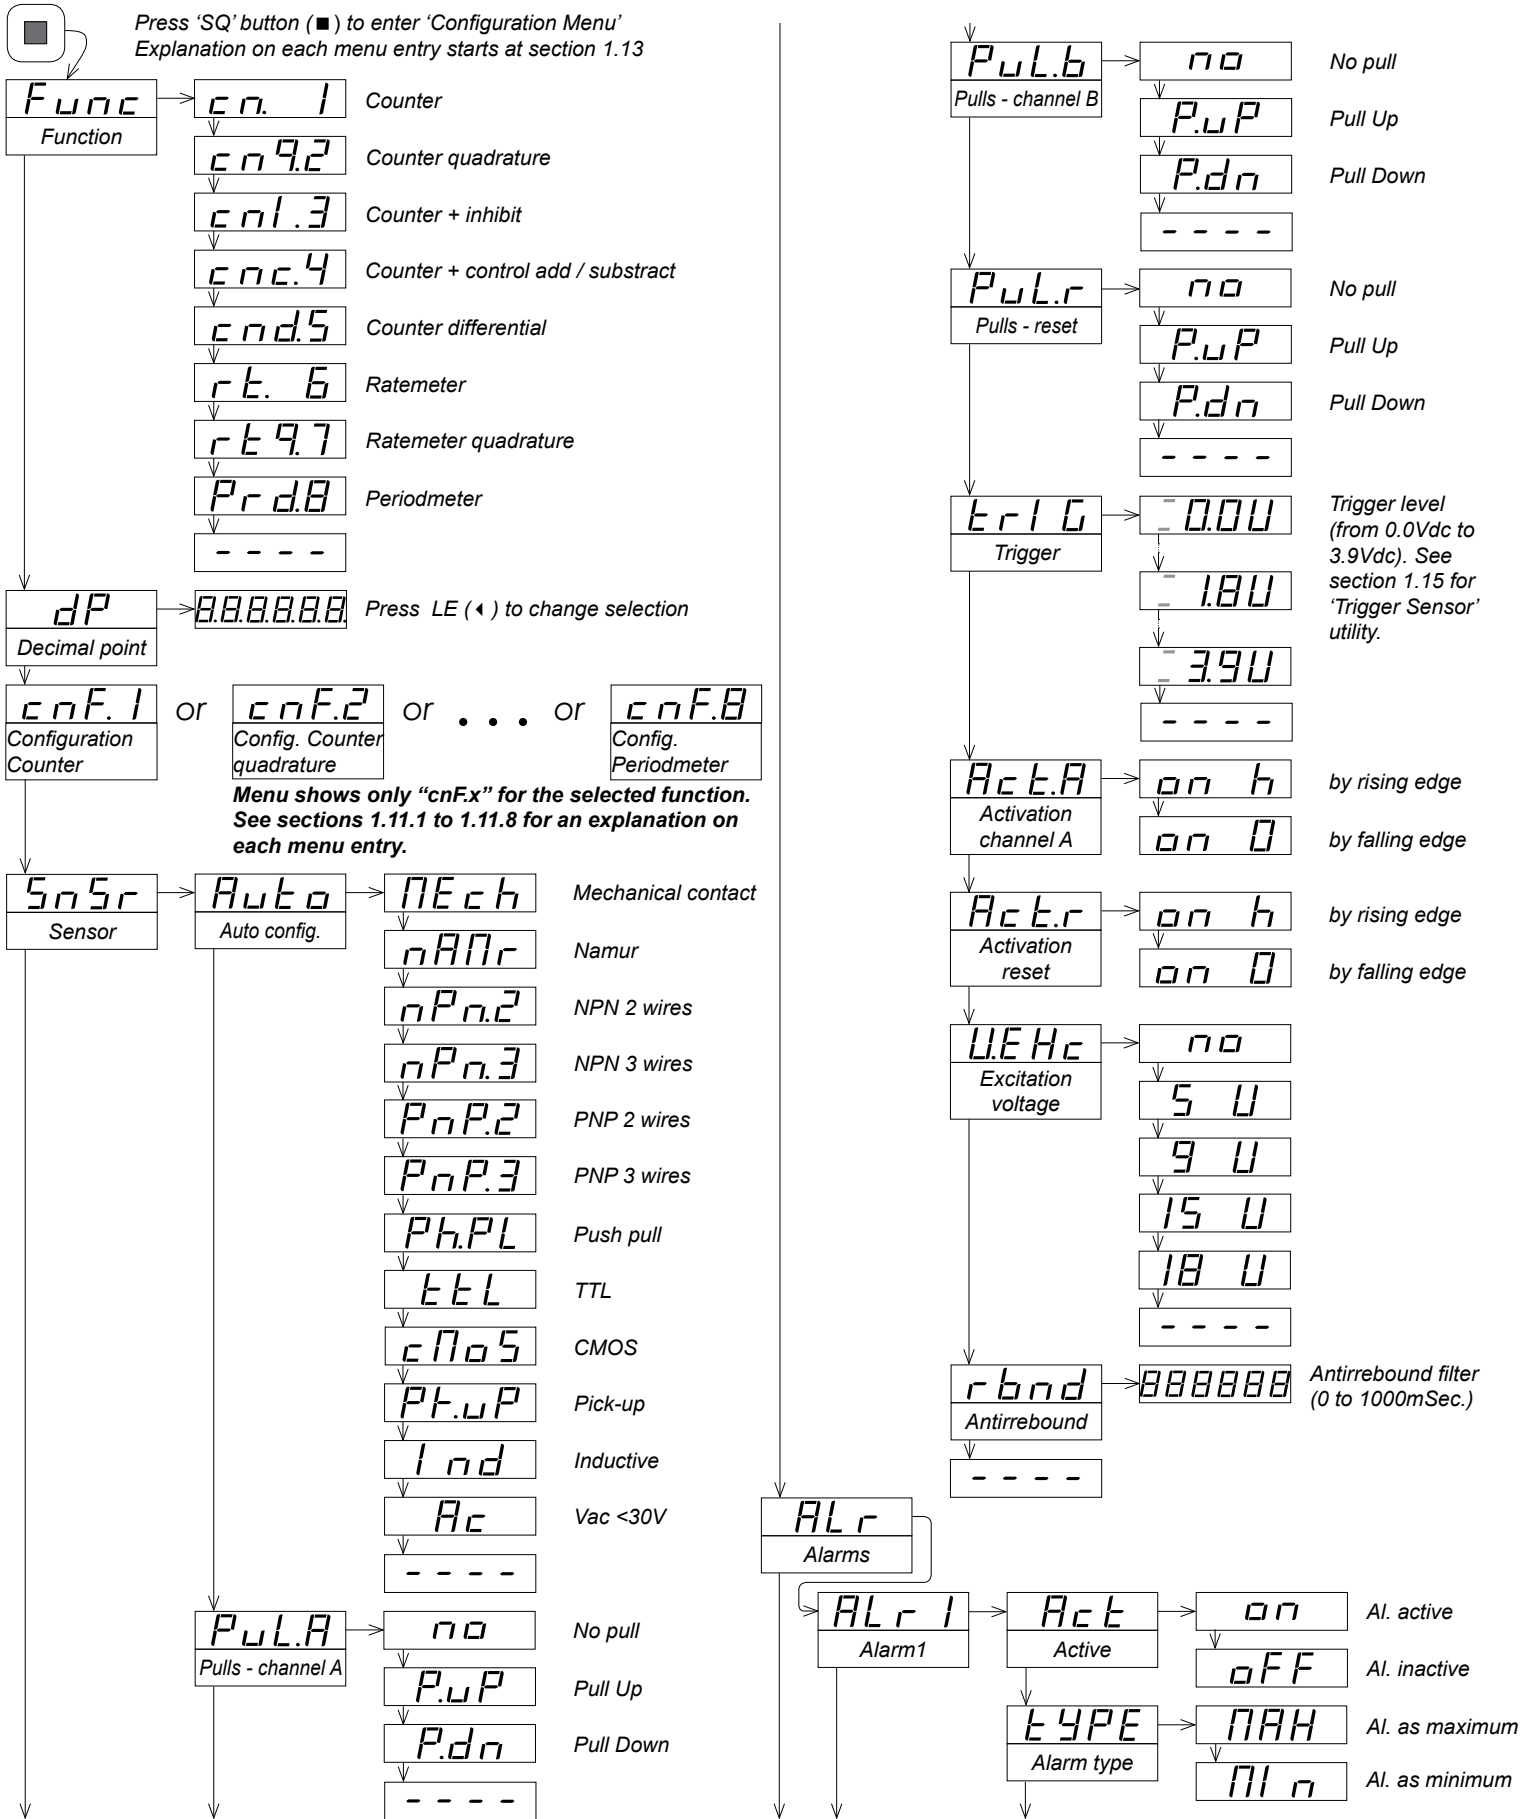 Press ‘SQ’ button (■) to enter ‘Configuration Menu’
Explanation on each menu entry starts at section 1.13
Func
Function
cn. 1
Counter
cnq.2
Counter quadrature
cnI.3
Counter + inhibit
cnc.4
Counter + control add / substract
cnd.5
Counter differential
rt. 6
Ratemeter
rtq.7
Ratemeter quadrature
Prd.8
Periodmeter
- - - -
dP
Decimal point
8.8.8.8.8.8.
Press LE (◂) to change selection
cnF.1
Configuration
Counter
or
cnF.2
Config. Counter
quadrature
or . . . or
cnF.8
Config.
Periodmeter
Menu shows only “cnF.x” for the selected function.
See sections 1.11.1 to 1.11.8 for an explanation on
each menu entry.
SnSr
Sensor
Auto
Auto config.
MEch
Mechanical contact
nAMr
Namur
nPn.2
NPN 2 wires
nPn.3
NPN 3 wires
PnP.2
PNP 2 wires
PnP.3
PNP 3 wires
Ph.PL
Push pull
ttL
TTL
cMoS
CMOS
Pk.uP
Pick-up
Ind
Inductive
Ac
Vac <30V
- - - -
PuL.A
Pulls - channel A
no
No pull
P.uP
Pull Up
P.dn
Pull Down
- - - -
PuL.b
Pulls - channel B
no
No pull
P.uP
Pull Up
P.dn
Pull Down
- - - -
PuL.r
Pulls - reset
no
No pull
P.uP
Pull Up
P.dn
Pull Down
- - - -
trIG
Trigger
0.0U
1.8U
3.9U
- - - -
Trigger level
(from 0.0Vdc to
3.9Vdc). See
section 1.15 for
‘Trigger Sensor’
utility.
Act.A
Activation
channel A
on h
by rising edge
on 0
by falling edge
Act.r
Activation
reset
on h
by rising edge
on 0
by falling edge
U.EHc
Excitation
voltage
no
5 U
9 U
15 U
18 U
- - - -
rbnd
Antirrebound
888888
Antirrebound filter
(0 to 1000mSec.)
- - - -
ALr
Alarms
ALr1
Alarm1
Act
Active
on
Al. active
oFF
Al. inactive
tYPE
Alarm type
MAH
Al. as maximum
MIn
Al. as minimum